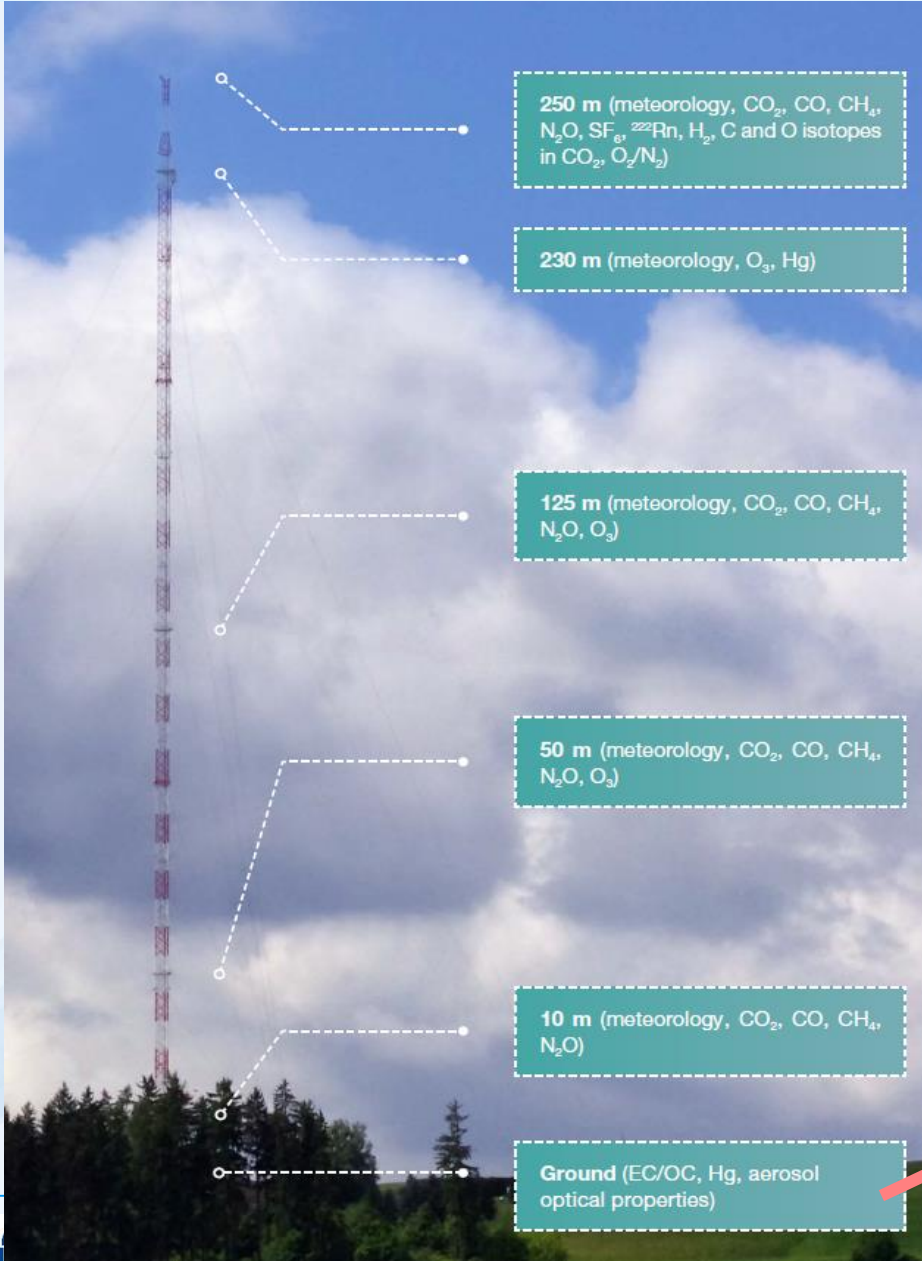 250 m (meteorology, CO₂, CO, CH₄,
N₂O, SF₆, ²²²Rn, H₂, C and O isotopes
in CO₂, O₂/N₂)
230 m (meteorology, O₃, Hg)
125 m (meteorology, CO₂, CO, CH₄,
N₂O, O₃)
50 m (meteorology, CO₂, CO, CH₄,
N₂O, O₃)
10 m (meteorology, CO₂, CO, CH₄,
N₂O)
Ground (EC/OC, Hg, aerosol
optical properties)